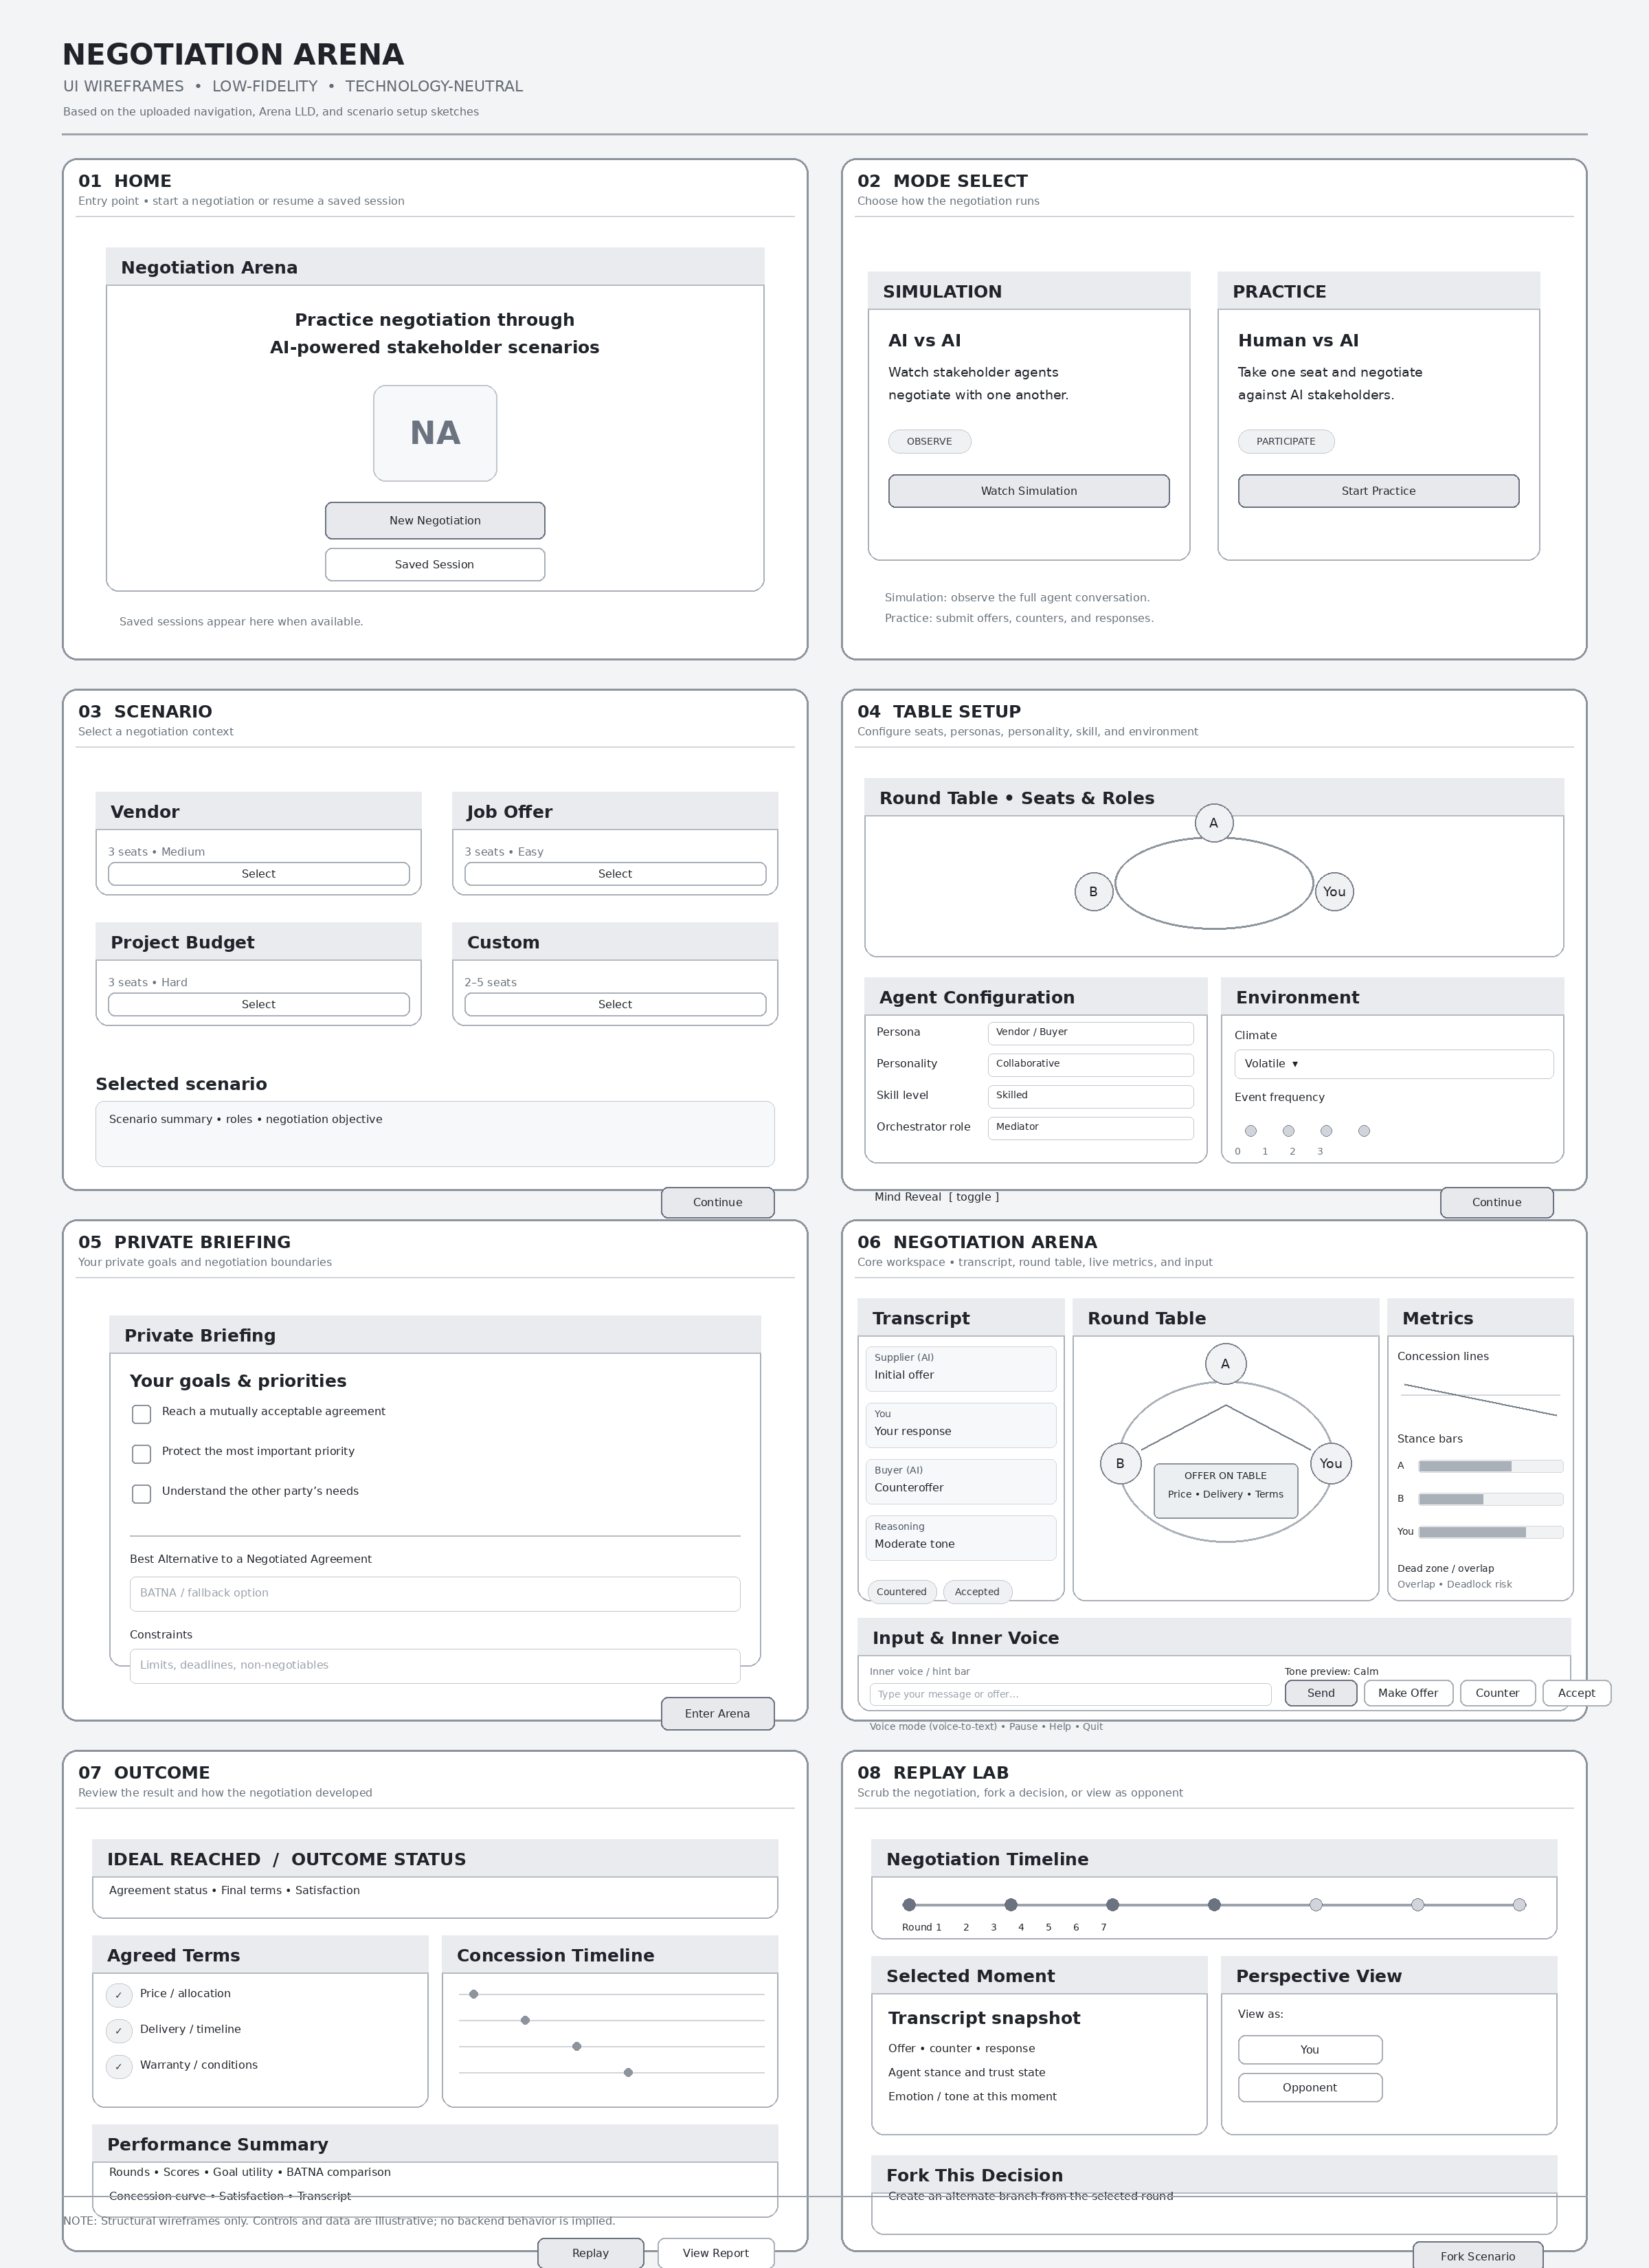 NEGOTIATION ARENA
UI WIREFRAMES • LOW-FIDELITY • TECHNOLOGY-NEUTRAL
Based on the uploaded navigation, Arena LLD, and scenario setup sketches
01 HOME
Entry point • start a negotiation or resume a saved session
Negotiation Arena
Practice negotiation through
AI-powered stakeholder scenarios
NA
New Negotiation
Saved Session
Saved sessions appear here when available.
02 MODE SELECT
Choose how the negotiation runs
SIMULATION
AI vs AI
Watch stakeholder agents
negotiate with one another.
OBSERVE
Watch Simulation
PRACTICE
Human vs AI
Take one seat and negotiate
against AI stakeholders.
PARTICIPATE
Start Practice
Simulation: observe the full agent conversation.
Practice: submit offers, counters, and responses.
03 SCENARIO
Select a negotiation context
Vendor
3 seats • Medium
Select
Job Offer
3 seats • Easy
Select
Project Budget
3 seats • Hard
Select
Custom
2–5 seats
Select
Selected scenario
Scenario summary • roles • negotiation objective
Continue
04 TABLE SETUP
Configure seats, personas, personality, skill, and environment
Round Table • Seats & Roles
A
B
You
Agent Configuration
Persona
Vendor / Buyer
Personality
Collaborative
Skill level
Skilled
Orchestrator role
Mediator
Environment
Climate
Volatile ▾
Event frequency
0 1 2 3
Mind Reveal [ toggle ]
Continue
05 PRIVATE BRIEFING
Your private goals and negotiation boundaries
Private Briefing
Your goals & priorities
Reach a mutually acceptable agreement
Protect the most important priority
Understand the other party’s needs
Best Alternative to a Negotiated Agreement
BATNA / fallback option
Constraints
Limits, deadlines, non-negotiables
Enter Arena
06 NEGOTIATION ARENA
Core workspace • transcript, round table, live metrics, and input
Transcript
Supplier (AI)
Initial offer
You
Your response
Buyer (AI)
Counteroffer
Reasoning
Moderate tone
Countered
Accepted
Round Table
A
B
You
OFFER ON TABLE
Price • Delivery • Terms
Metrics
Concession lines
Stance bars
A
B
You
Dead zone / overlap
Overlap • Deadlock risk
Input & Inner Voice
Inner voice / hint bar
Type your message or offer...
Tone preview: Calm
Send
Make Offer
Counter
Accept
Voice mode (voice-to-text) • Pause • Help • Quit
07 OUTCOME
Review the result and how the negotiation developed
IDEAL REACHED / OUTCOME STATUS
Agreement status • Final terms • Satisfaction
Agreed Terms
✓ Price / allocation
✓ Delivery / timeline
✓ Warranty / conditions
Concession Timeline
Performance Summary
Rounds • Scores • Goal utility • BATNA comparison
Concession curve • Satisfaction • Transcript
Replay
View Report
08 REPLAY LAB
Scrub the negotiation, fork a decision, or view as opponent
Negotiation Timeline
Round 1 2 3 4 5 6 7
Selected Moment
Transcript snapshot
Offer • counter • response
Agent stance and trust state
Emotion / tone at this moment
Perspective View
View as:
You
Opponent
Fork This Decision
Create an alternate branch from the selected round
Fork Scenario
NOTE: Structural wireframes only. Controls and data are illustrative; no backend behavior is implied.